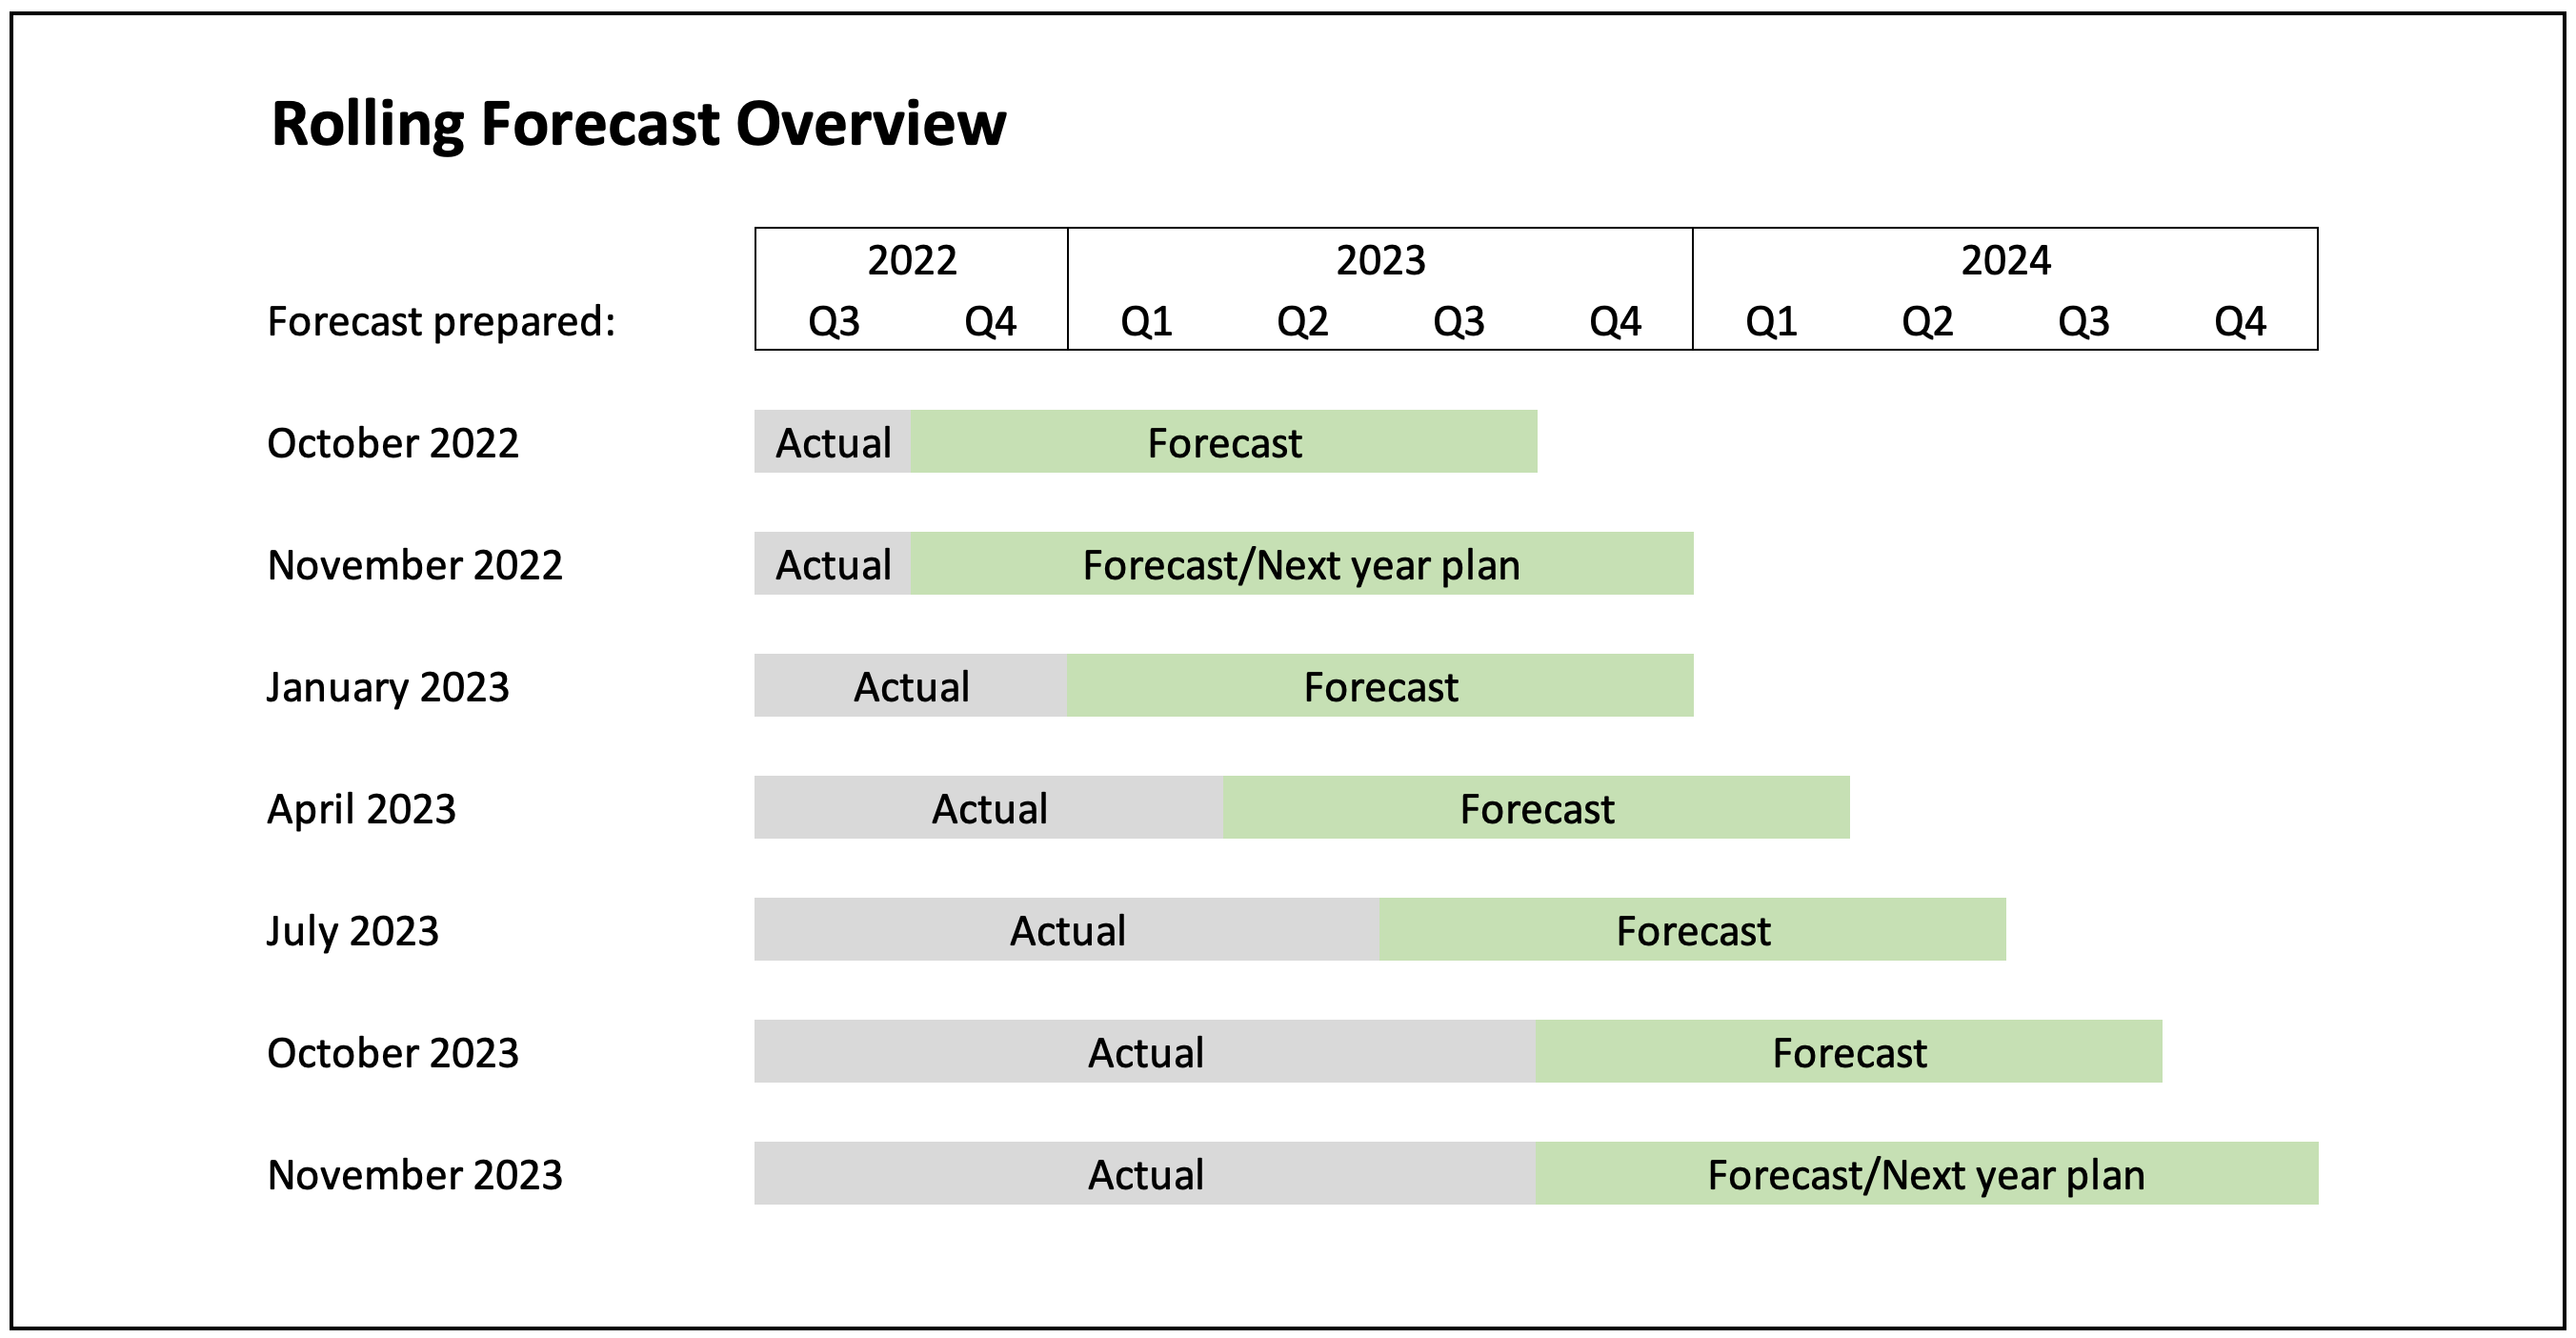 Rolling Forecast Overview
2022 2023 2024
Forecast prepared: Q3 Q4 Q1 Q2 Q3 Q4 Q1 Q2 Q3 Q4
October 2022 Actual Forecast
November 2022 Actual Forecast/Next year plan
January 2023 Actual Forecast
April 2023 Actual Forecast
July 2023 Actual Forecast
October 2023 Actual Forecast
November 2023 Actual Forecast/Next year plan